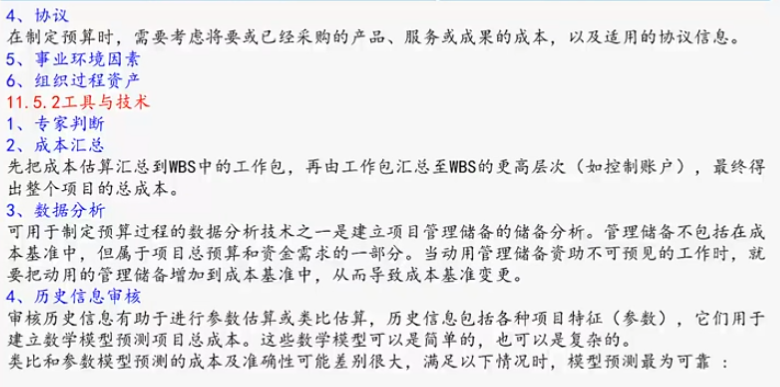 4、协议
在制定预算时，需要考虑将要或已经采购的产品、服务或成果的成本，以及适用的协议信息。
5、事业环境因素
6、组织过程资产
11.5.2工具与技术
1、专家判断
2、成本汇总
先把成本估算汇总到WBS中的工作包，再由工作包汇总至WBS的更高层次（如控制账户），最终得
出整个项目的总成本。
3、数据分析
可用于制定预算过程的数据分析技术之一是建立项目管理储备的储备分析。管理储备不包括在成
本基准中，但属于项目总预算和资金需求的一部分。当动用管理储备资助不可预见的工作时，就
要把动用的管理储备增加到成本基准中，从而导致成本基准变更。
4、历史信息审核
审核历史信息有助于进行参数估算或类比估算，历史信息包括各种项目特征（参数），它们用于
建立数学模型预测项目总成本。这些数学模型可以是简单的，也可以是复杂的。
类比和参数模型预测的成本及准确性可能差别很大，满足以下情况时，模型预测最为可靠 ：